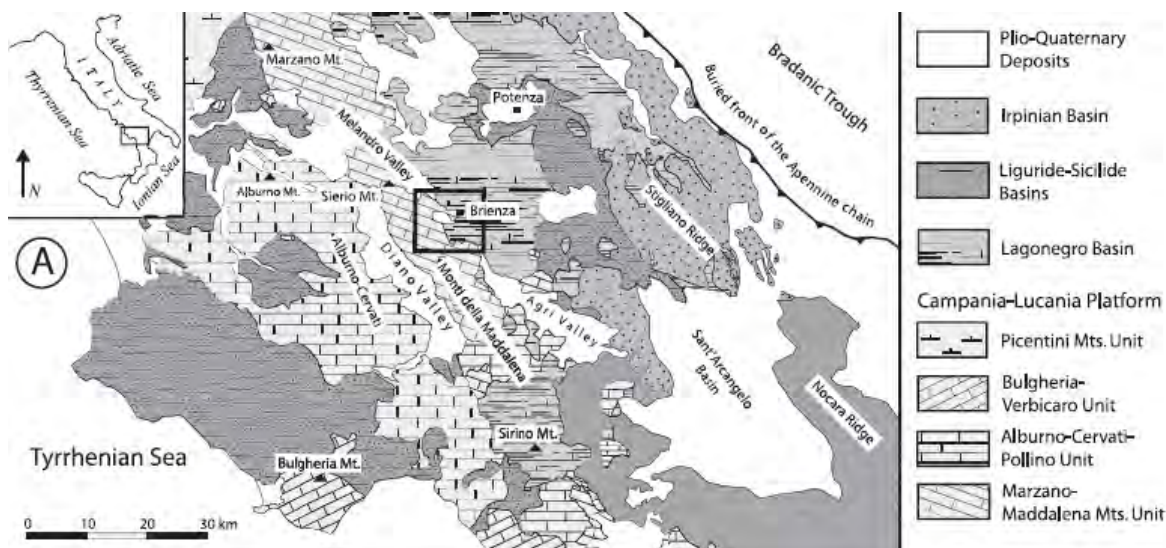 ITALY
Adriatic Sea
Thyrrenian Sea
Ionian Sea
N
A
Marzano Mt.
Potenza
Melandro Valley
Alburno Mt.
Sierio Mt.
Brienza
Stigliano Ridge
Buried front of the Apennine chain
Bradanic Trough
Alburno-Cervati
Diano Valley
Monti della Maddalena
Agri Valley
Sant'Arcangelo
Basin
Nocara Ridge
Sirino Mt.
Bulgheria Mt.
Tyrrhenian Sea
0 10 20 30 km
Plio-Quaternary
Deposits
Irpinian Basin
Liguride-Sicilide
Basins
Lagonegro Basin
Campania-Lucania Platform
Picentini Mts. Unit
Bulgheria-
Verbicaro Unit
Alburno-Cervati-
Pollino Unit
Marzano-
Maddalena Mts. Unit